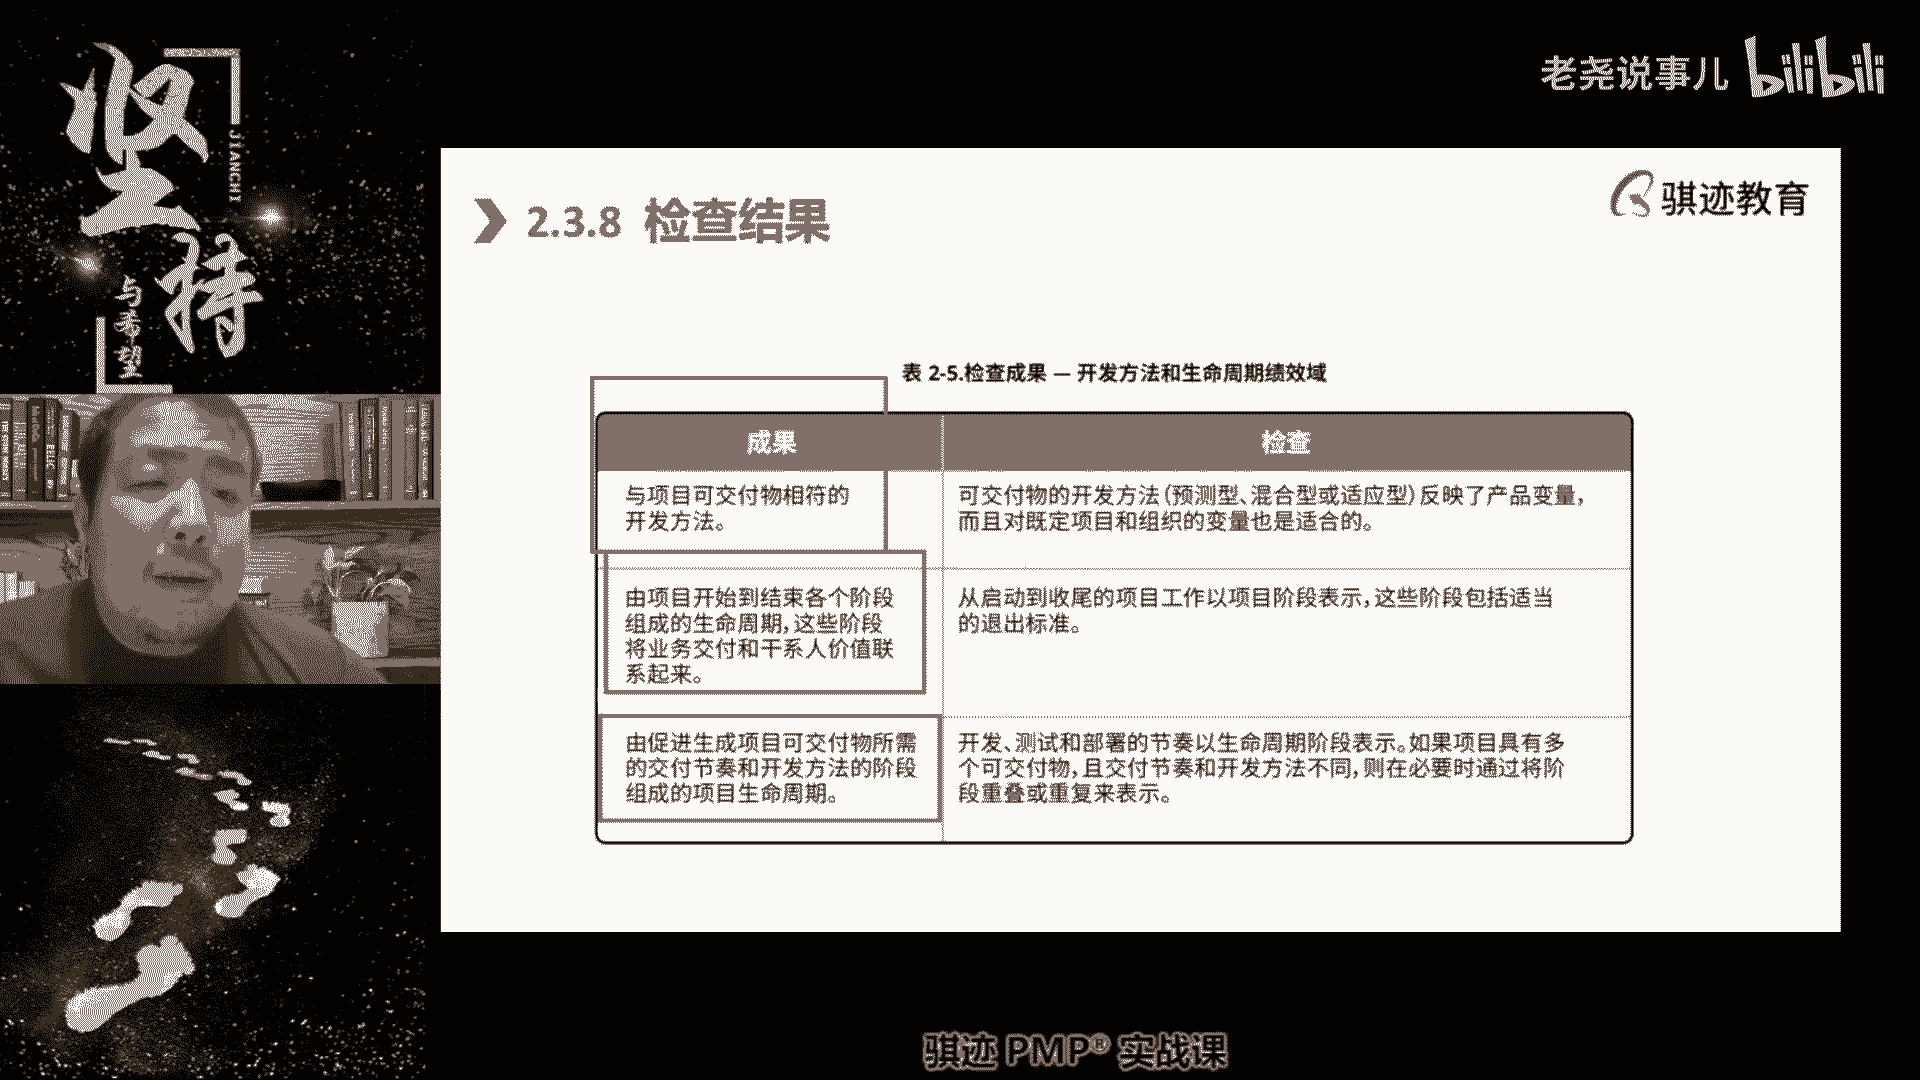 坚持
JIANCHI
与希望
老尧说事儿 bilibili
骐迹教育
2.3.8 检查结果
表 2-5.检查成果 — 开发方法和生命周期绩效域
成果
检查
与项目可交付物相符的
开发方法。
可交付物的开发方法(预测型、混合型或适应型)反映了产品变量,
而且对既定项目和组织的变量也是适合的。
由项目开始到结束各个阶段
组成的生命周期,这些阶段
将业务交付和干系人价值联
系起来。
从启动到收尾的项目工作以项目阶段表示,这些阶段包括适当
的退出标准。
由促进生成项目可交付物所需
的交付节奏和开发方法的阶段
组成的项目生命周期。
开发、测试和部署的节奏以生命周期阶段表示。如果项目具有多
个可交付物,且交付节奏和开发方法不同,则在必要时通过将阶
段重叠或重复来表示。
骐迹 PMP® 实战课